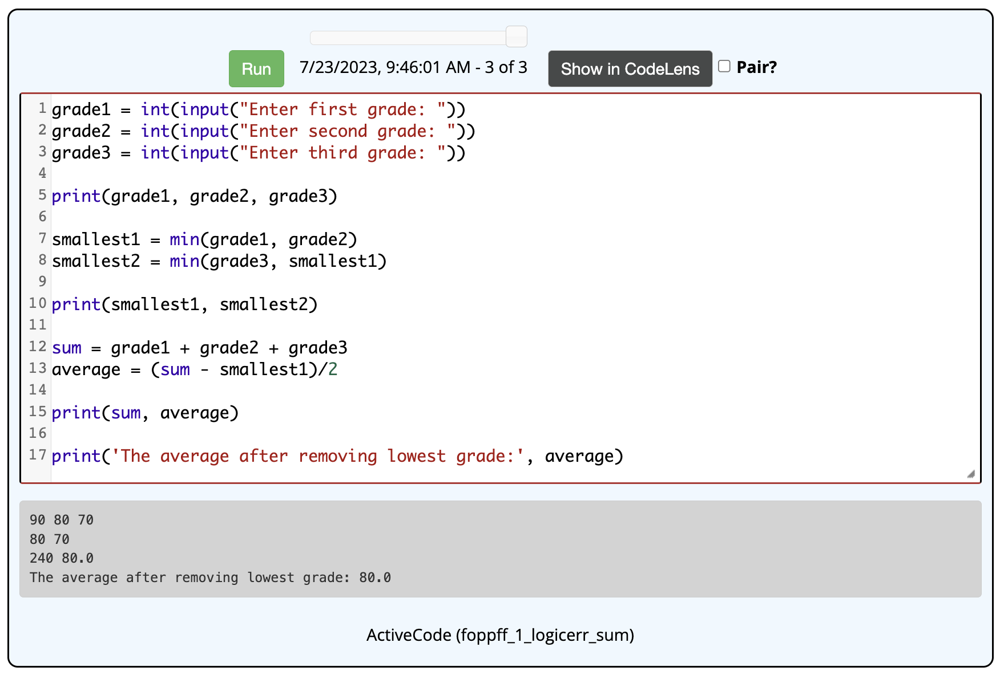 Run 7/23/2023, 9:46:01 AM - 3 of 3 Show in CodeLens Pair?
1 grade1 = int(input("Enter first grade: "))
2 grade2 = int(input("Enter second grade: "))
3 grade3 = int(input("Enter third grade: "))
4
5 print(grade1, grade2, grade3)
6
7 smallest1 = min(grade1, grade2)
8 smallest2 = min(grade3, smallest1)
9
10 print(smallest1, smallest2)
11
12 sum = grade1 + grade2 + grade3
13 average = (sum - smallest1)/2
14
15 print(sum, average)
16
17 print('The average after removing lowest grade:', average)
90 80 70
80 70
240 80.0
The average after removing lowest grade: 80.0
ActiveCode (foppff_1_logicerr_sum)